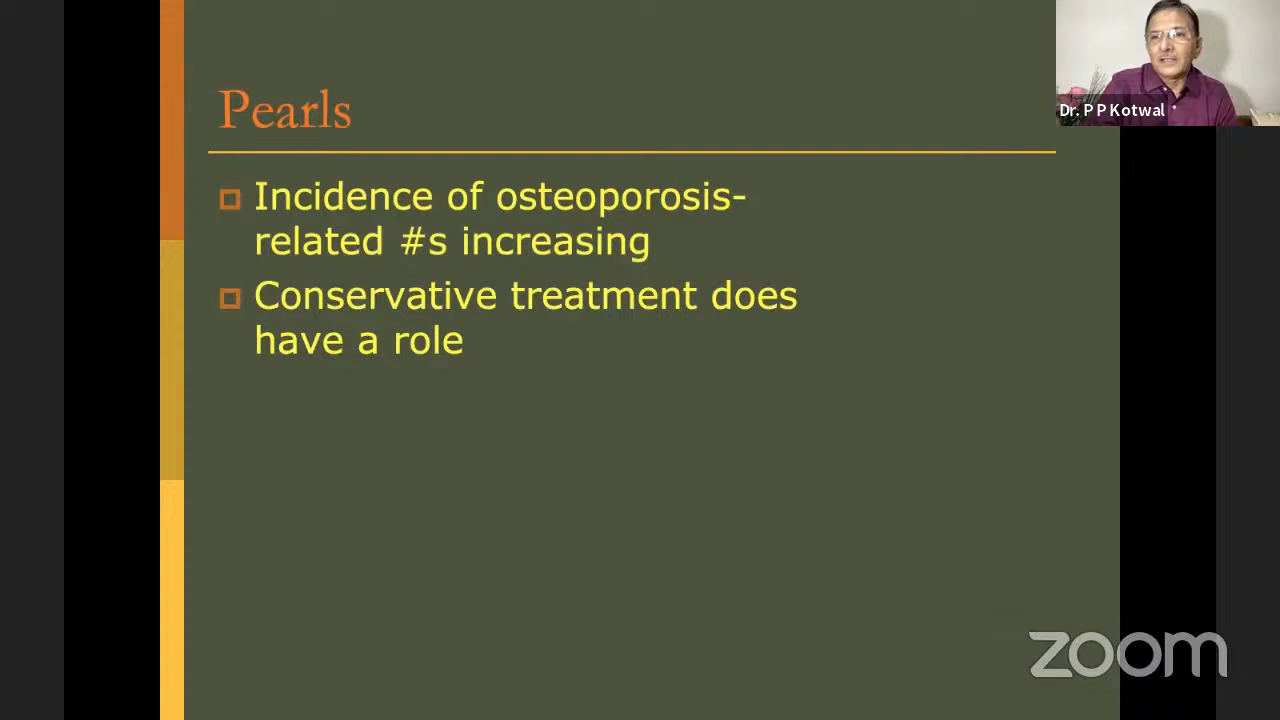 Pearls
Incidence of osteoporosis-
related #s increasing
Conservative treatment does
have a role
Dr. P P Kotwal
zoom